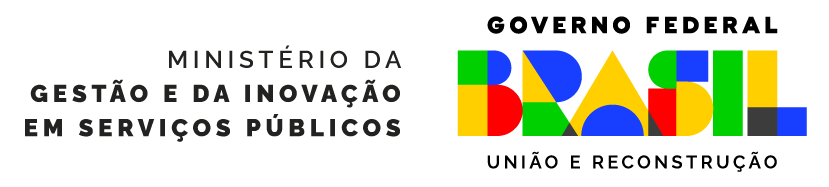 MINISTÉRIO DA
GESTÃO E DA INOVAÇÃO
EM SERVIÇOS PÚBLICOS
GOVERNO FEDERAL
BRASIL
UNIÃO E RECONSTRUÇÃO